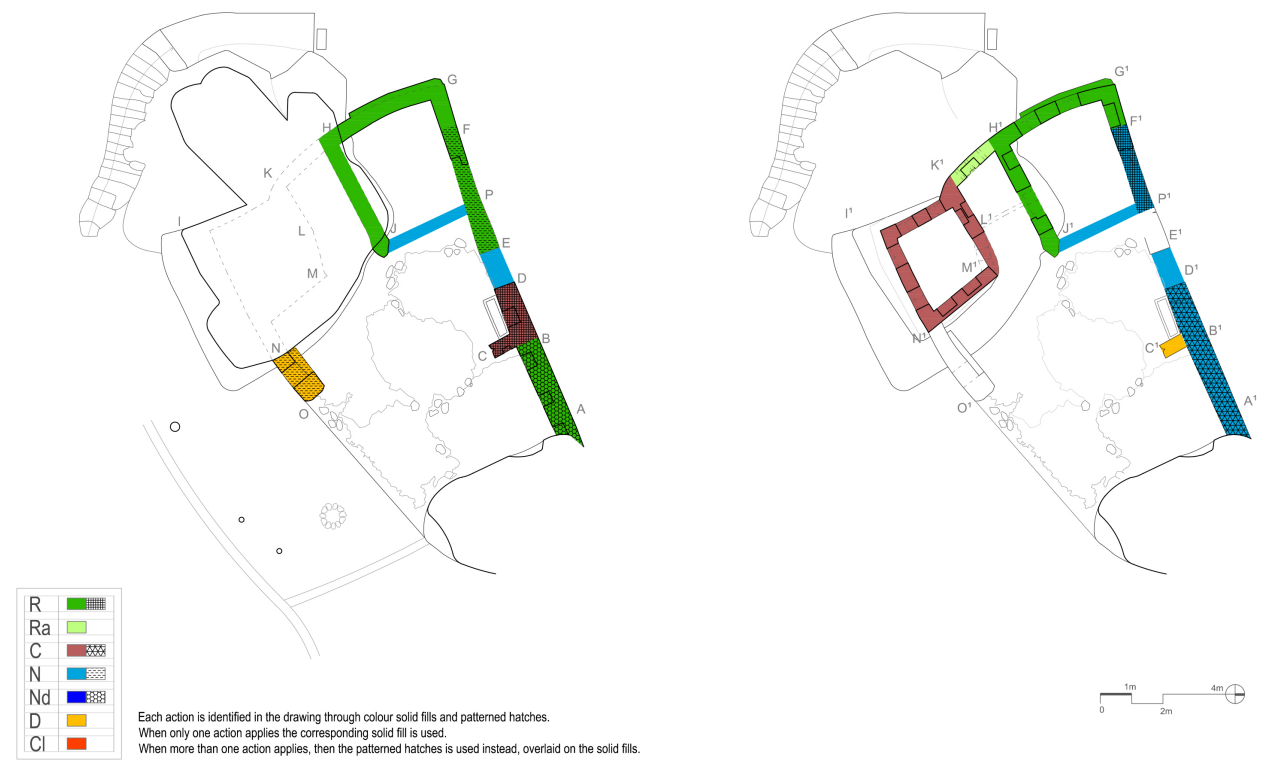 G
G¹
F
F¹
H
H¹
K
K¹
P
P¹
I
I¹
L
L¹
J
J¹
E
E¹
M
M¹
D
D¹
B
B¹
N
N¹
C
C¹
O
O¹
A
A¹
R
Ra
C
N
Nd
D
Cl
Each action is identified in the drawing through colour solid fills and patterned hatches.
When only one action applies the corresponding solid fill is used.
When more than one action applies, then the patterned hatches is used instead, overlaid on the solid fills.
1m 4m
0 2m